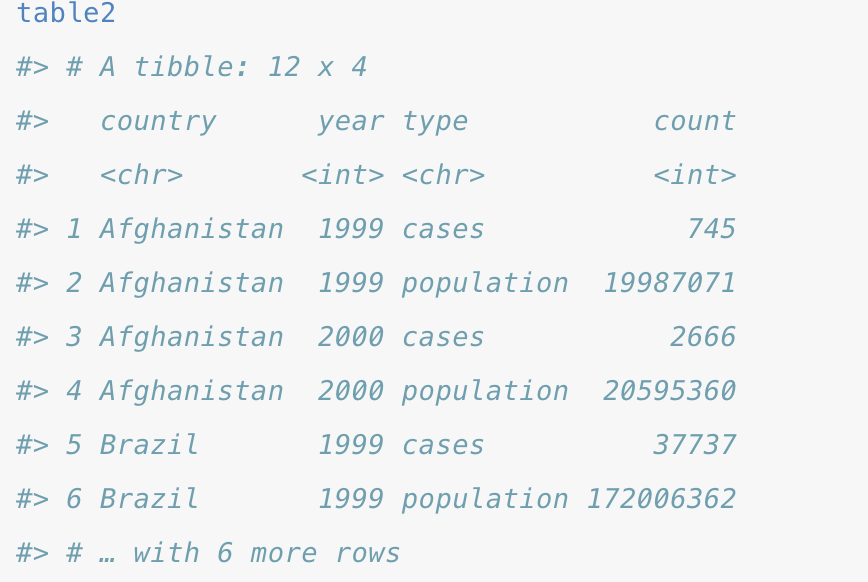 table2
#> # A tibble: 12 x 4
#>   country      year type           count
#>   <chr>       <int> <chr>          <int>
#> 1 Afghanistan  1999 cases            745
#> 2 Afghanistan  1999 population  19987071
#> 3 Afghanistan  2000 cases           2666
#> 4 Afghanistan  2000 population  20595360
#> 5 Brazil       1999 cases          37737
#> 6 Brazil       1999 population 172006362
#> # … with 6 more rows